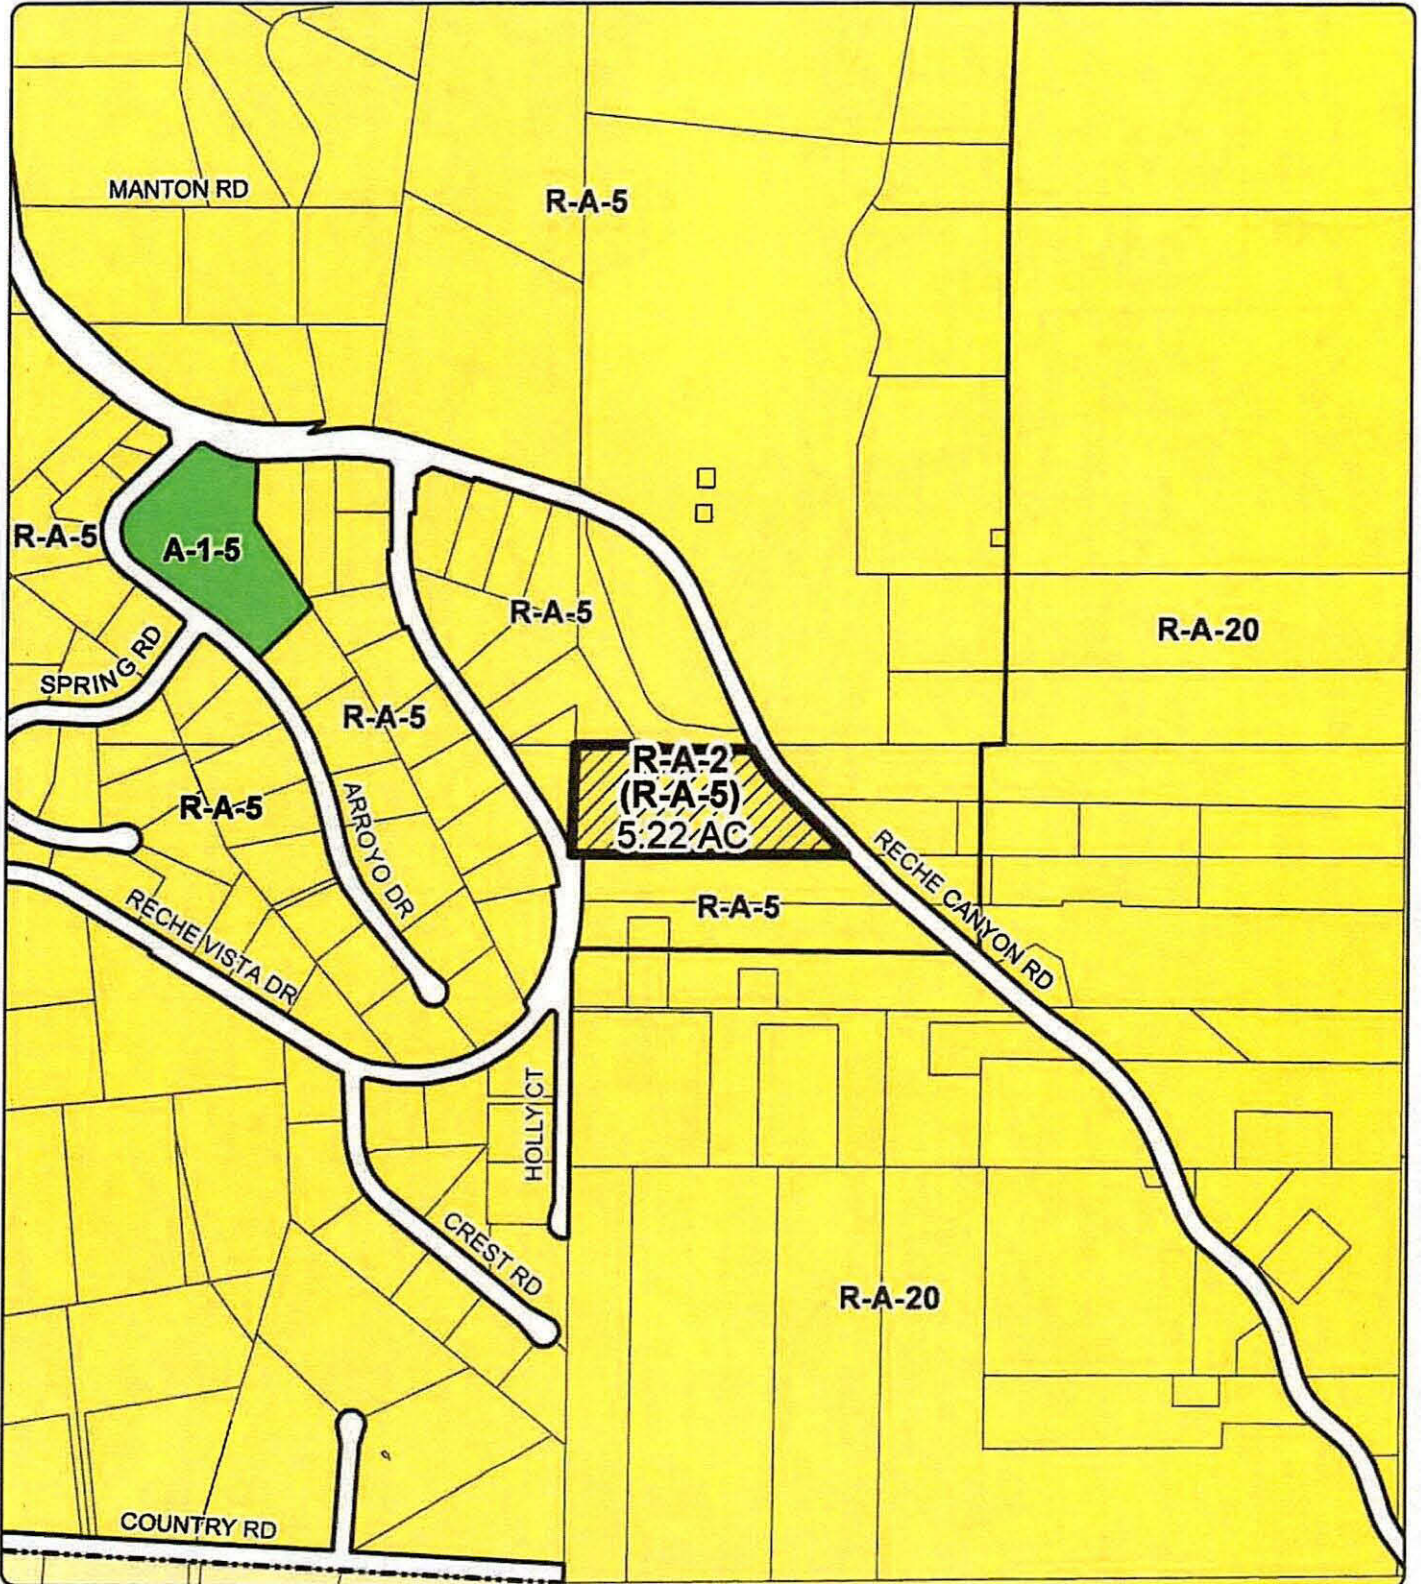 MANTON RD
R-A-5
R-A-5
A-1-5
R-A-5
R-A-20
SPRING RD
R-A-5
R-A-2
(R-A-5)
5.22 AC
R-A-5
ARROYO DR
RECHE CANYON RD
R-A-5
RECHE VISTA DR
HOLLY CT
CREST RD
R-A-20
COUNTRY RD